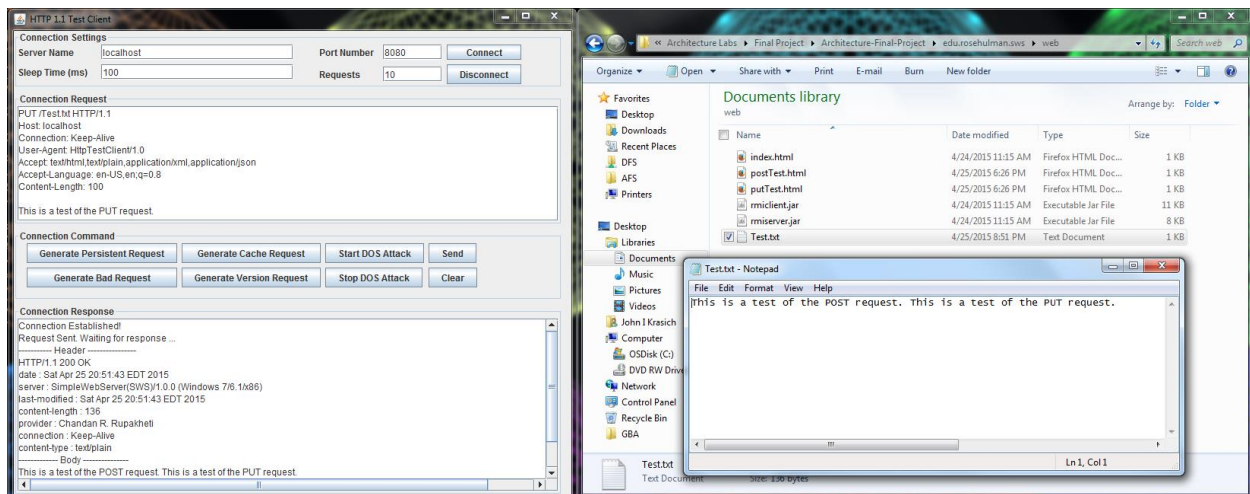 HTTP 1.1 Test Client
Connection Settings
Server Name localhost Port Number 8080 Connect
Sleep Time (ms) 100 Requests 10 Disconnect
Connection Request
PUT /Test.txt HTTP/1.1
Host: localhost
Connection: Keep-Alive
User-Agent: HttpTestClient/1.0
Accept: text/html,text/plain,application/xml,application/json
Accept-Language: en-US,en;q=0.8
Content-Length: 100
This is a test of the PUT request.
Connection Command
Generate Persistent Request Generate Cache Request Start DOS Attack Send
Generate Bad Request Generate Version Request Stop DOS Attack Clear
Connection Response
Connection Established!
Request Sent. Waiting for response ...
----------- Header ----------------
HTTP/1.1 200 OK
date : Sat Apr 25 20:51:43 EDT 2015
server : SimpleWebServer(SWS)/1.0.0 (Windows 7/6.1/x86)
last-modified : Sat Apr 25 20:51:43 EDT 2015
content-length : 136
provider : Chandan R. Rupakheti
connection : Keep-Alive
content-type : text/plain
------------- Body ---------------
This is a test of the POST request. This is a test of the PUT request.
« Architecture Labs Final Project Architecture-Final-Project edu.rosehulman.sws web Search web
Organize Open Share with Print E-mail Burn New folder
Favorites
Desktop
Downloads
Recent Places
DFS
AFS
Printers
Desktop
Libraries
Documents
Music
Pictures
Videos
John I Krasich
Computer
OSDisk (C:)
DVD RW Drive
Network
Control Panel
Recycle Bin
GBA
Documents library
web
Arrange by: Folder
Name Date modified Type Size
index.html 4/24/2015 11:15 AM Firefox HTML Doc... 1 KB
postTest.html 4/25/2015 6:26 PM Firefox HTML Doc... 1 KB
putTest.html 4/25/2015 6:26 PM Firefox HTML Doc... 1 KB
rmiclient.jar 4/24/2015 11:15 AM Executable Jar File 11 KB
rmiserver.jar 4/24/2015 11:15 AM Executable Jar File 8 KB
Test.txt 4/25/2015 8:51 PM Text Document 1 KB
Test.txt - Notepad
File Edit Format View Help
This is a test of the POST request. This is a test of the PUT request.
Ln 1, Col 1
Test.txt
Text Document Size: 136 bytes